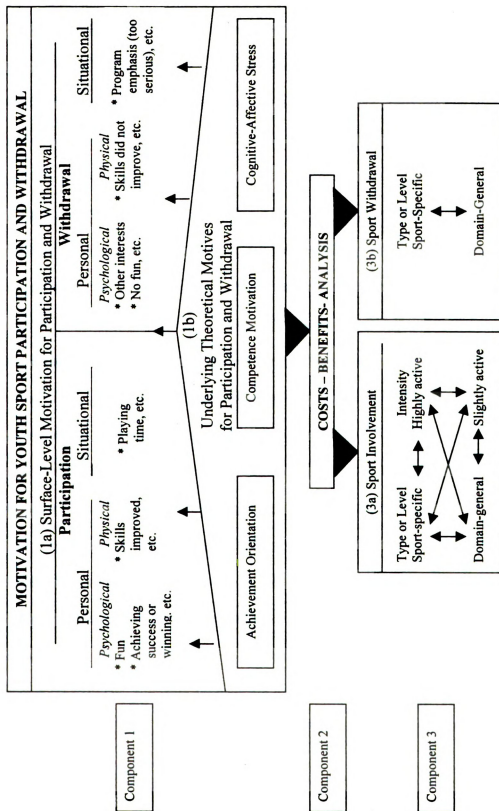 MOTIVATION FOR YOUTH SPORT PARTICIPATION AND WITHDRAWAL
(1a) Surface-Level Motivation for Participation and Withdrawal
Participation
Withdrawal
Personal
Situational
Personal
Situational
Psychological
Physical
Psychological
Physical
* Fun
* Achieving
success or
winning. etc.
* Skills
improved,
etc.
* Playing
time, etc.
* Other interests
* No fun, etc.
* Skills did not
improve, etc.
* Program
emphasis (too
serious), etc.
(1b)
Underlying Theoretical Motives
for Participation and Withdrawal
Achievement Orientation
Competence Motivation
Cognitive-Affective Stress
Component 1
COSTS – BENEFITS- ANALYSIS
Component 2
(3a) Sport Involvement
Type or Level
Intensity
Sport-specific
Highly active
Domain-general
Slightly active
(3b) Sport Withdrawal
Type or Level
Sport-Specific
Domain-General
Component 3